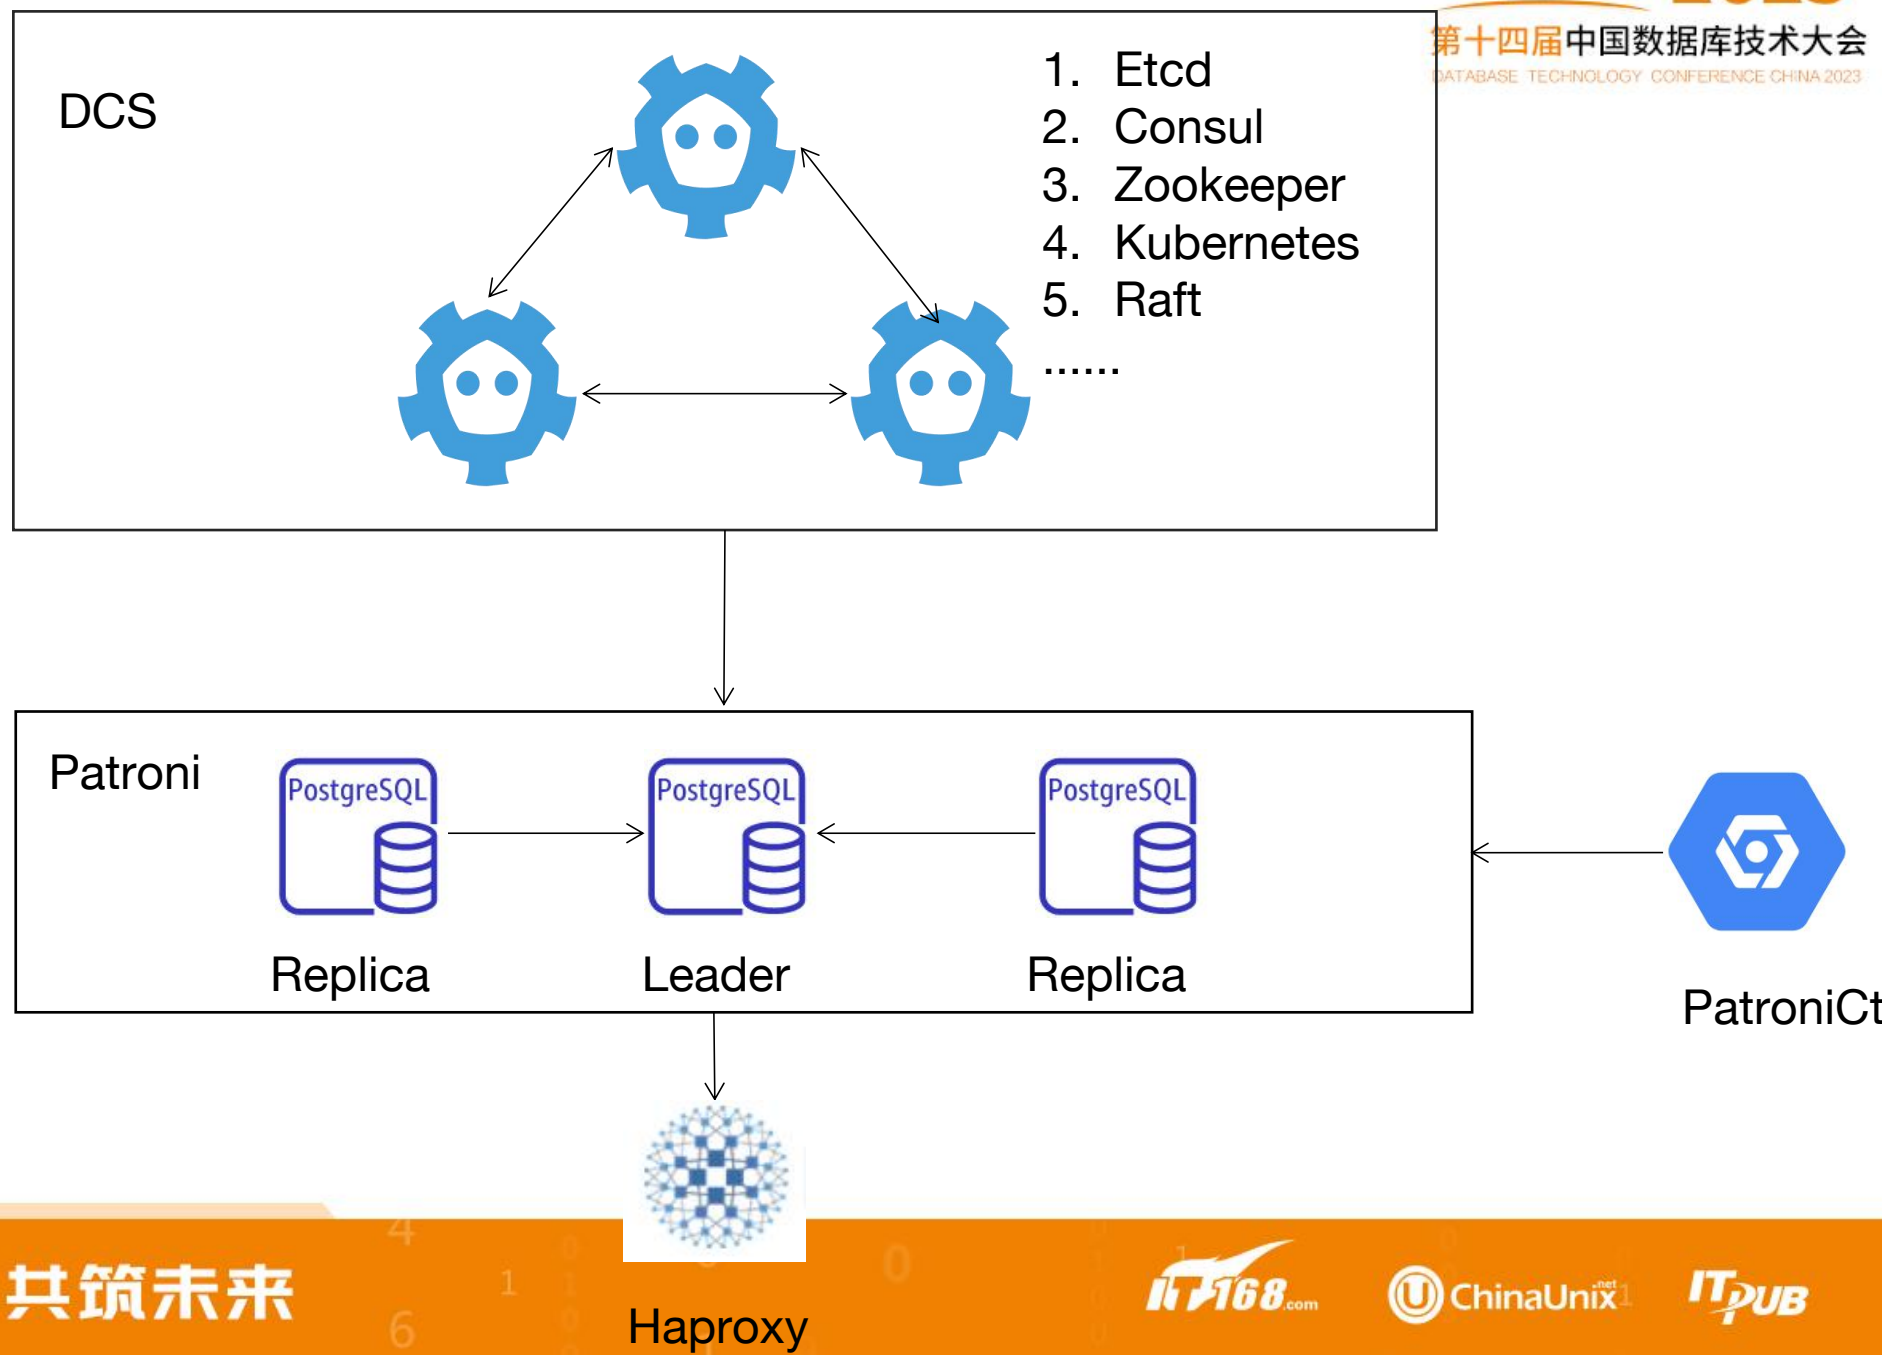 第十四届中国数据库技术大会
DATABASE TECHNOLOGY CONFERENCE CHINA 2023
DCS
1. Etcd
2. Consul
3. Zookeeper
4. Kubernetes
5. Raft
......
Patroni
PostgreSQL
PostgreSQL
PostgreSQL
Replica
Leader
Replica
PatroniCt
Haproxy
共筑未来
IT168.com
ChinaUnix.net
ITPUB